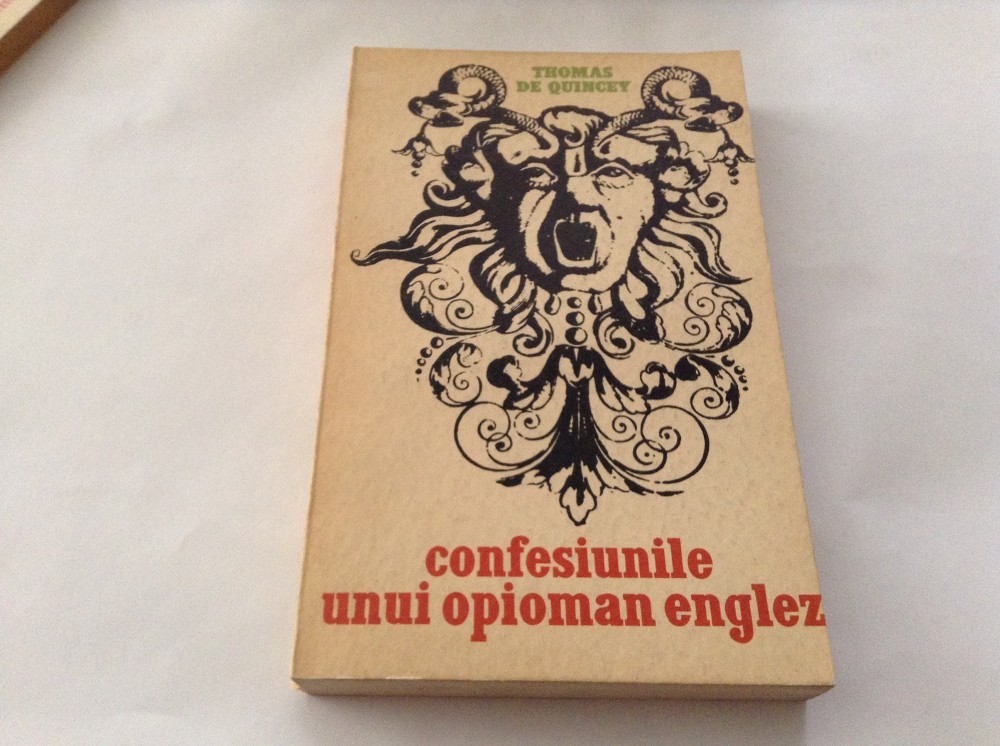 THOMAS
DE QUINCEY
confesiunile
unui opioman englez